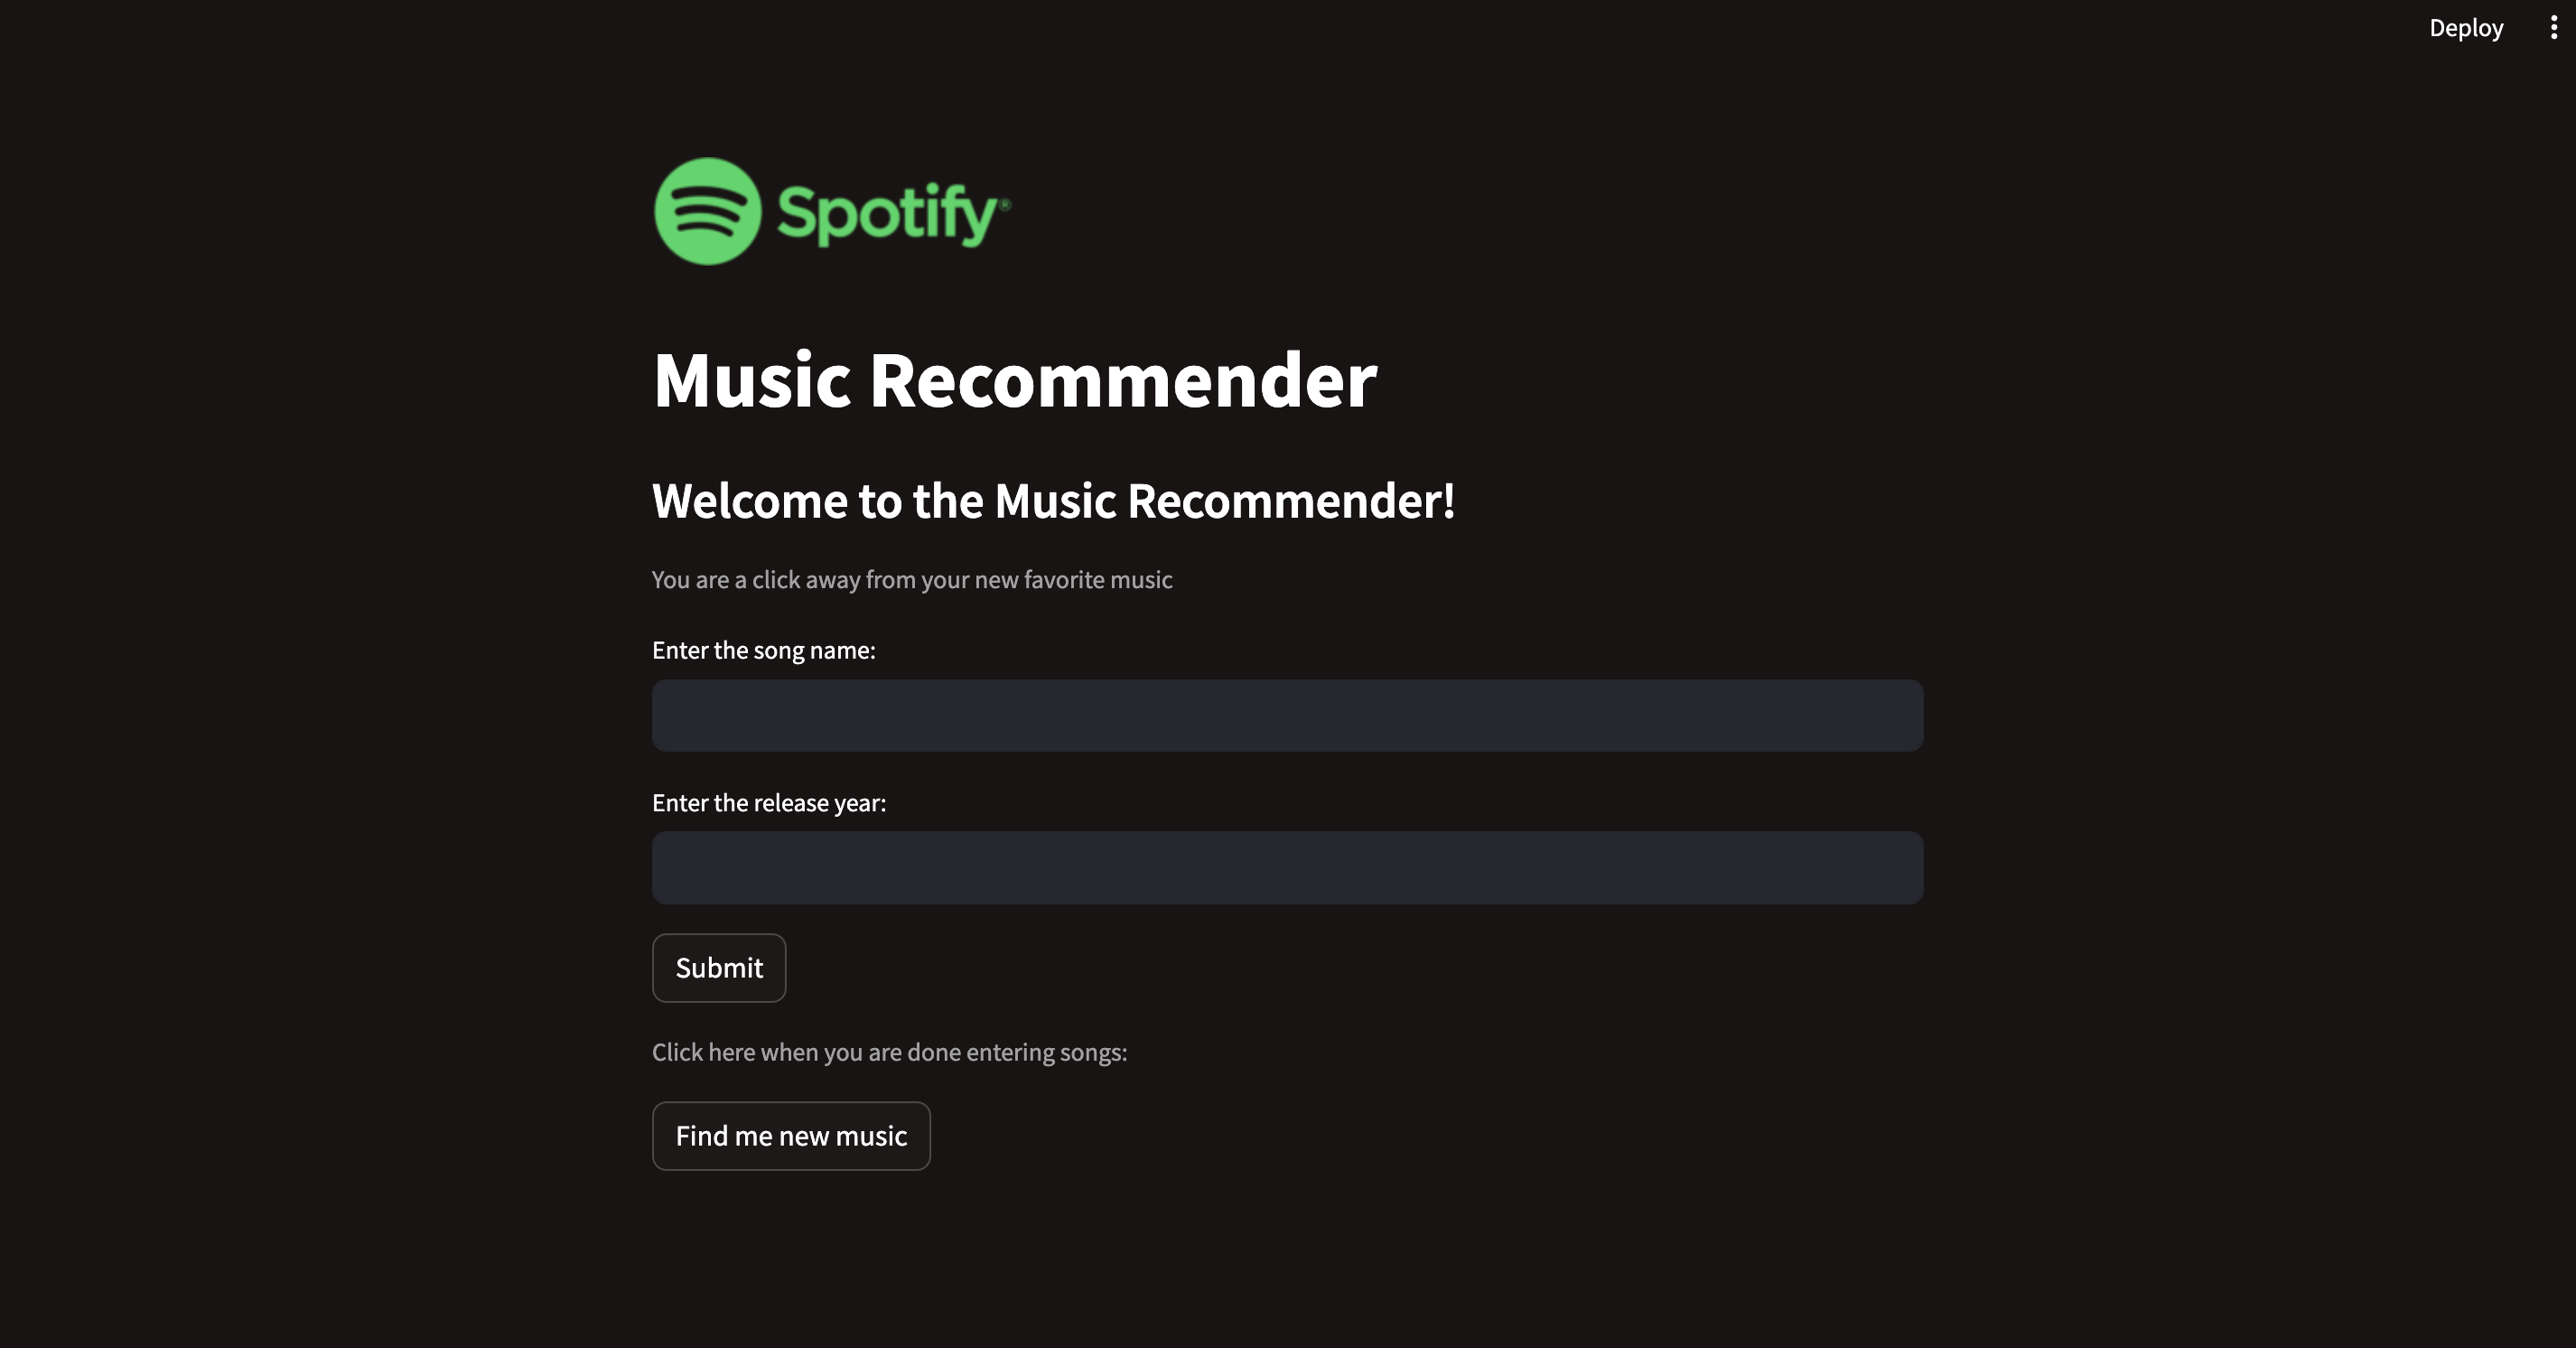 Deploy
Spotify®
Music Recommender
Welcome to the Music Recommender!
You are a click away from your new favorite music
Enter the song name:
Enter the release year:
Submit
Click here when you are done entering songs:
Find me new music